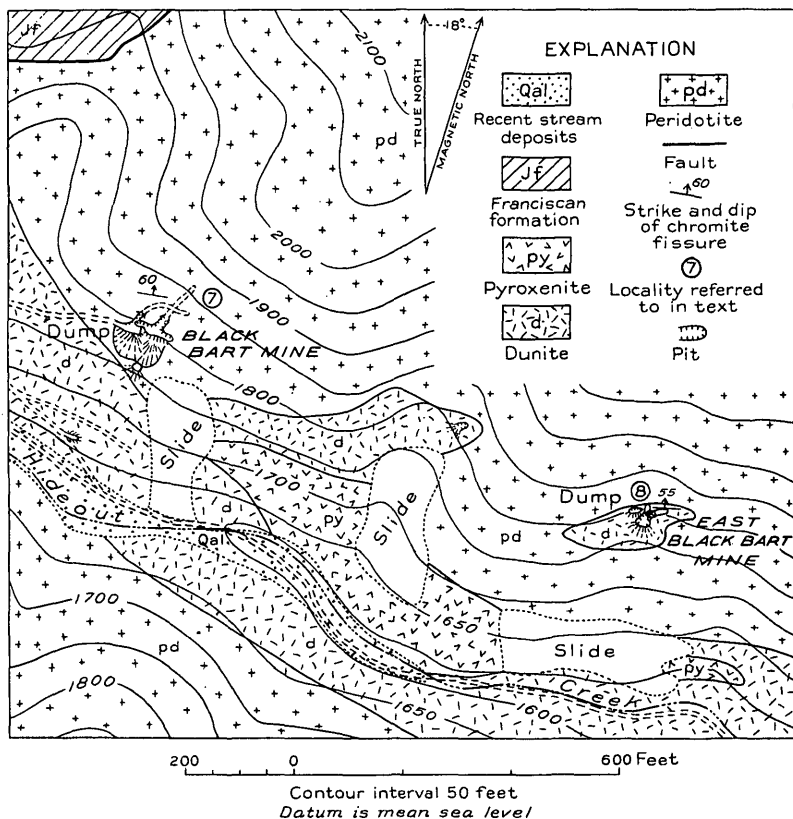 Jf
2100
18°
TRUE NORTH
MAGNETIC NORTH
EXPLANATION
Qal
Recent stream
deposits
pd
Peridotite
Fault
Jf
Franciscan
formation
60
Strike and dip
of chromite
fissure
py
Pyroxenite
7
Locality referred
to in text
d
Dunite
Pit
pd
2000
1900
60
7
Dump
BLACK
BART MINE
d
d
1800
d
Slide
Slide
1700
Hideout
d
py
Qal
pd
Dump
8
55
EAST
BLACK BART
MINE
d
1700
pd
d
1650
Slide
py
1800
1650
Creek
1600
200 0 600 Feet
Contour interval 50 feet
Datum is mean sea level